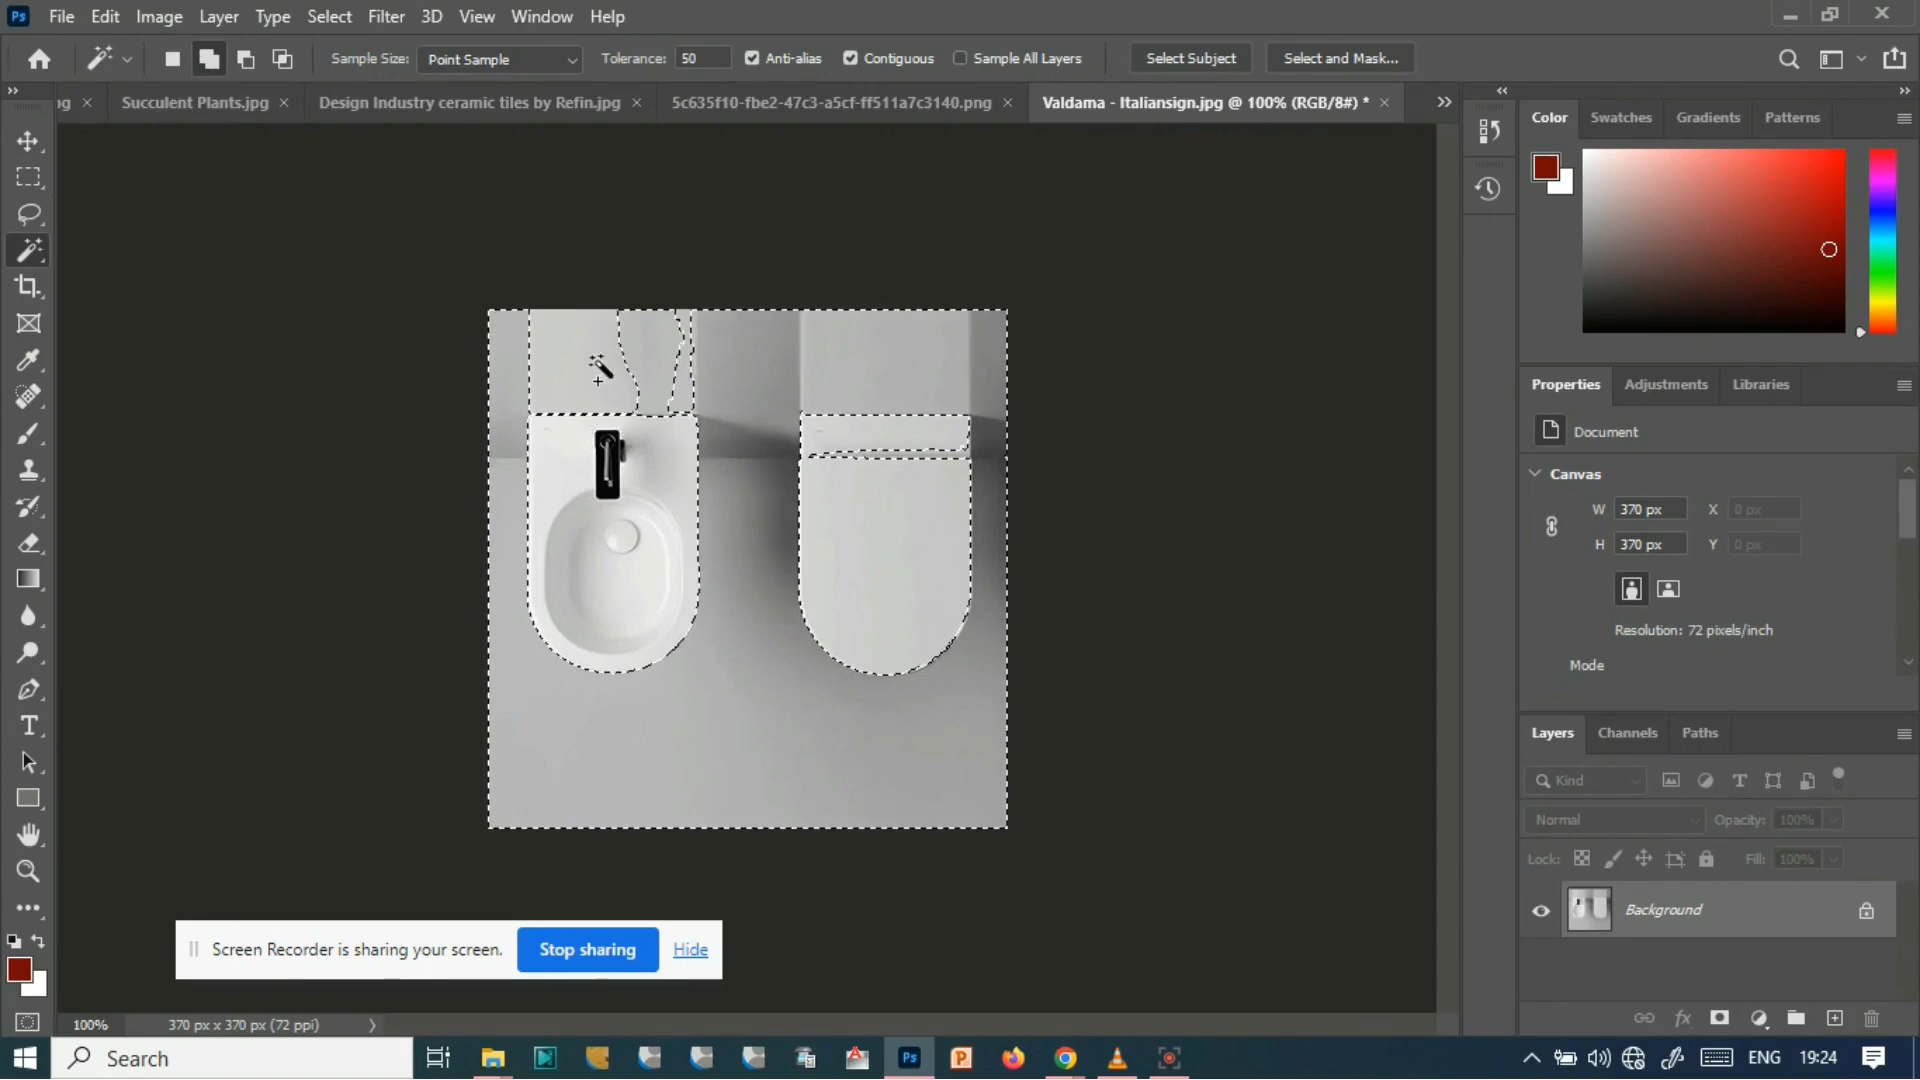 Ps File Edit Image Layer Type Select Filter 3D View Window Help
Sample Size: Point Sample Tolerance: 50 Anti-alias Contiguous Sample All Layers Select Subject Select and Mask...
Succulent Plants.jpg × Design Industry ceramic tiles by Refin.jpg × 5c635f10-fbe2-47c3-a5cf-ff511a7c3140.png × Valdama - Italiansign.jpg @ 100% (RGB/8#) * ×
Color Swatches Gradients Patterns
Properties Adjustments Libraries
Document
Canvas
W 370 px X 0 px
H 370 px Y 0 px
Resolution: 72 pixels/inch
Mode
Layers Channels Paths
Kind
Normal Opacity: 100%
Lock: Fill: 100%
Background
Screen Recorder is sharing your screen. Stop sharing Hide
100% 370 px x 370 px (72 ppi)
Search
Ps
ENG 19:24